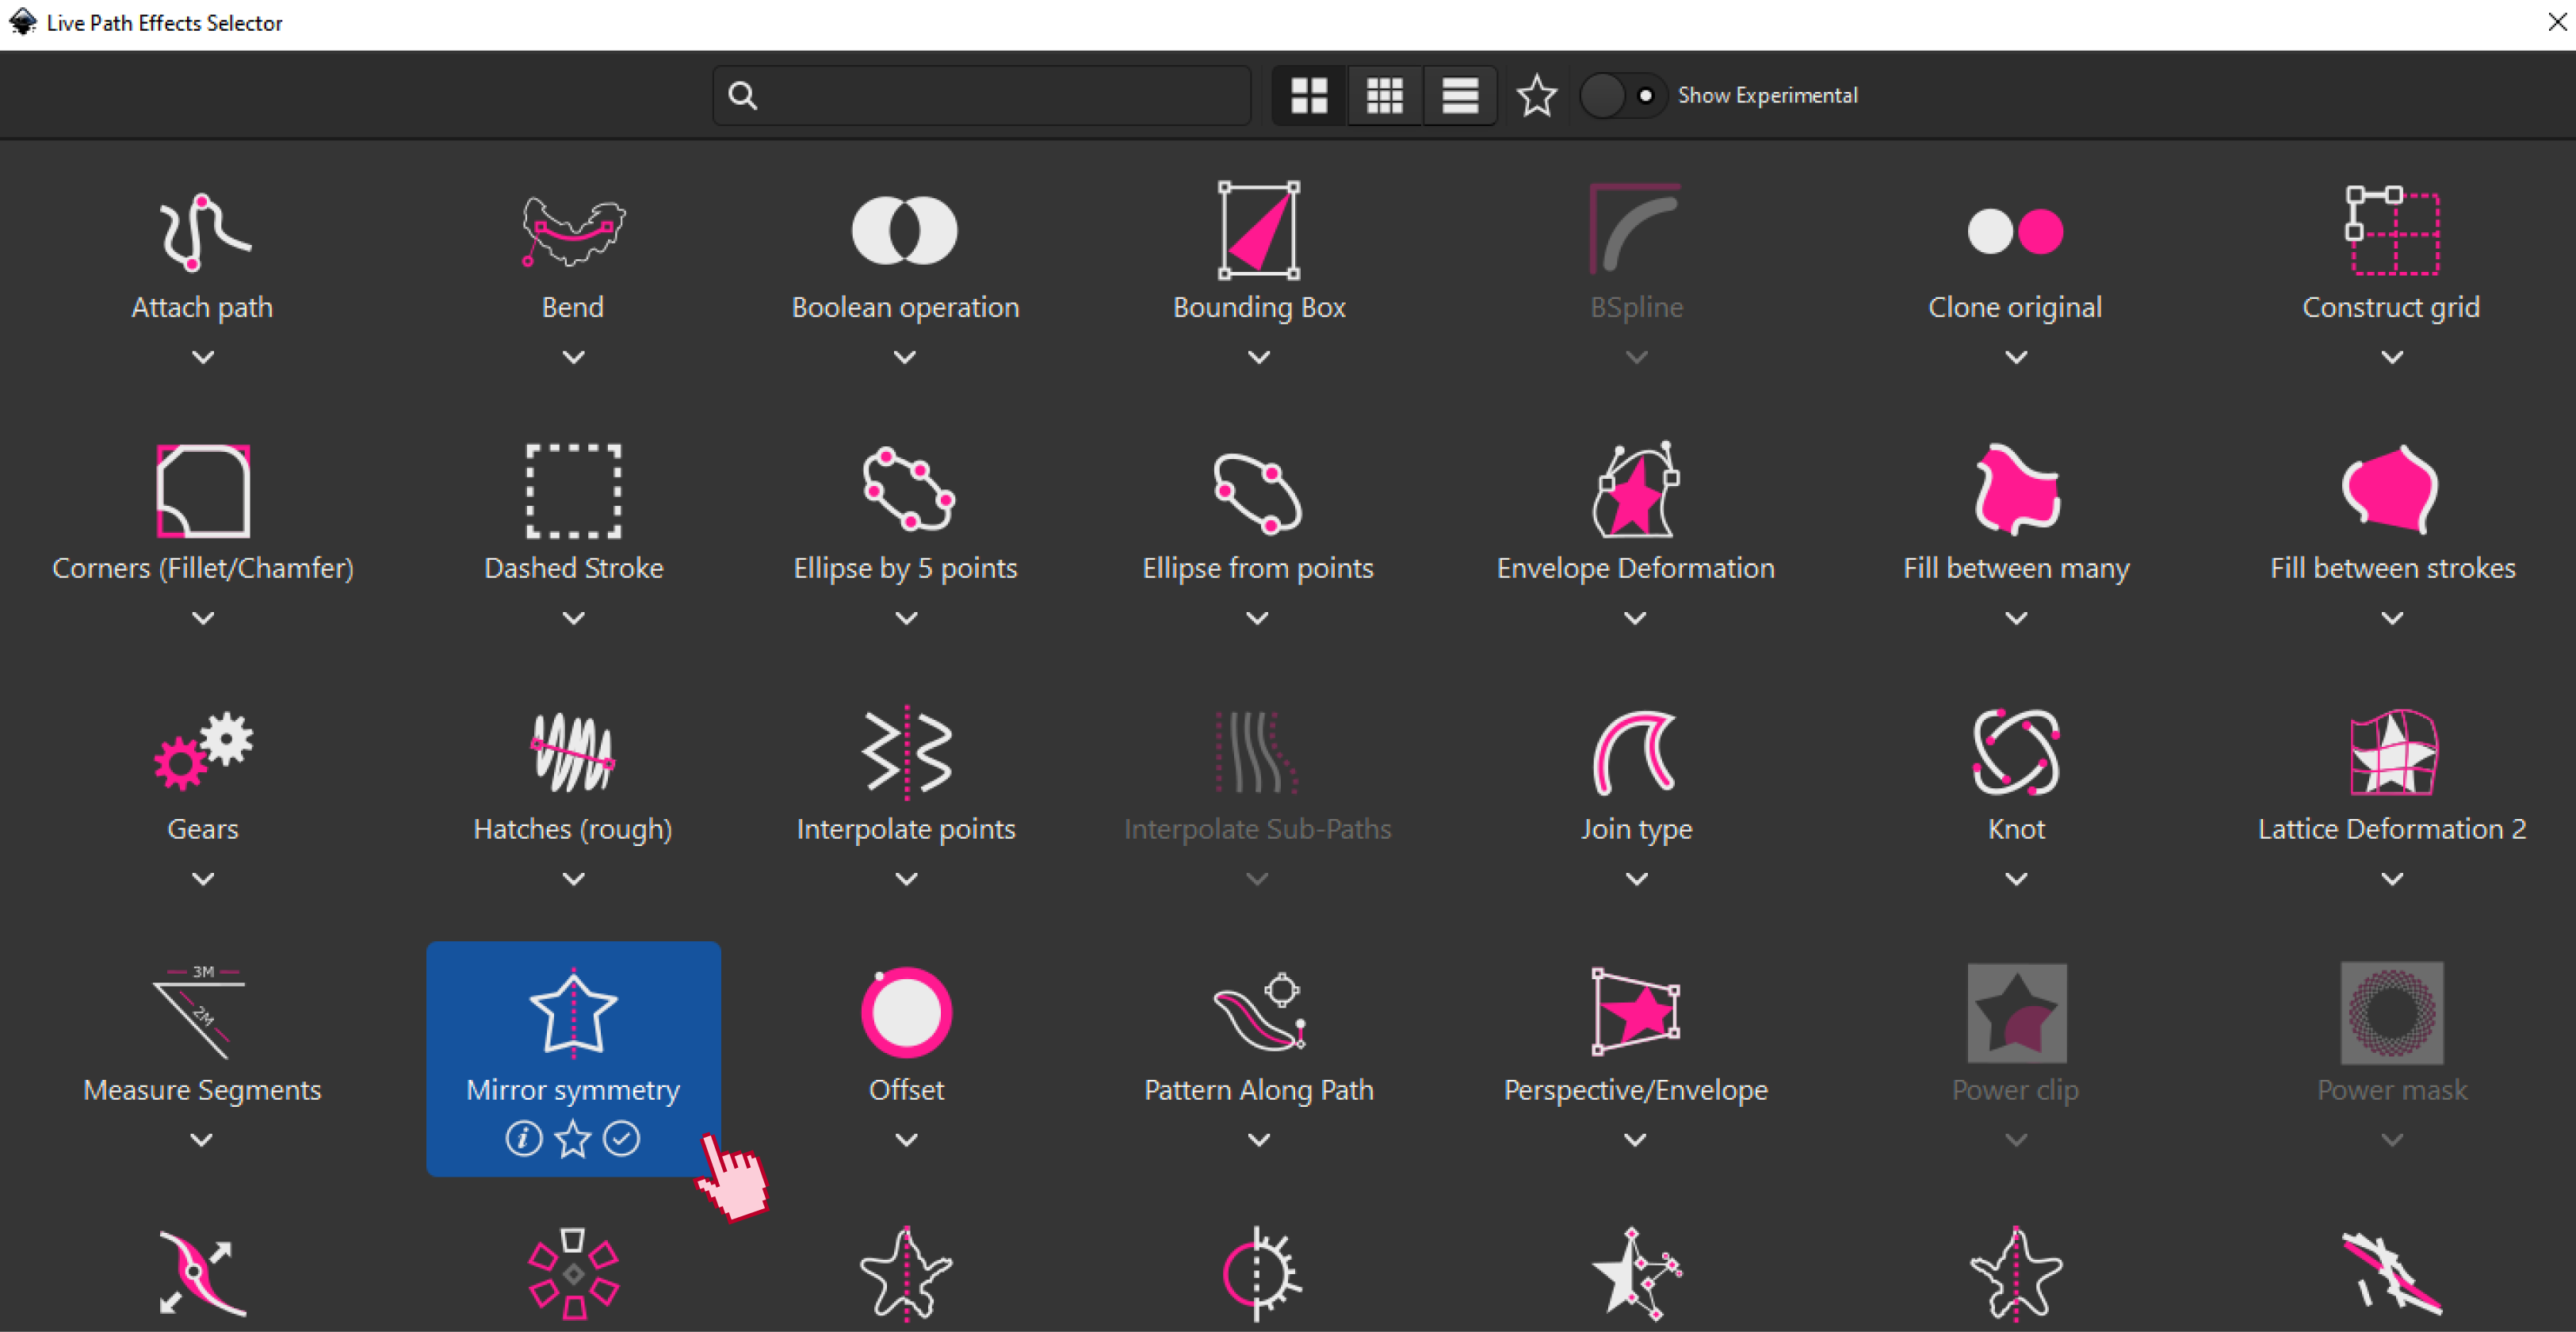 Live Path Effects Selector
Show Experimental
Attach path
Bend
Boolean operation
Bounding Box
BSpline
Clone original
Construct grid
Corners (Fillet/Chamfer)
Dashed Stroke
Ellipse by 5 points
Ellipse from points
Envelope Deformation
Fill between many
Fill between strokes
Gears
Hatches (rough)
Interpolate points
Interpolate Sub-Paths
Join type
Knot
Lattice Deformation 2
3M
2M
Measure Segments
Mirror symmetry
Offset
Pattern Along Path
Perspective/Envelope
Power clip
Power mask